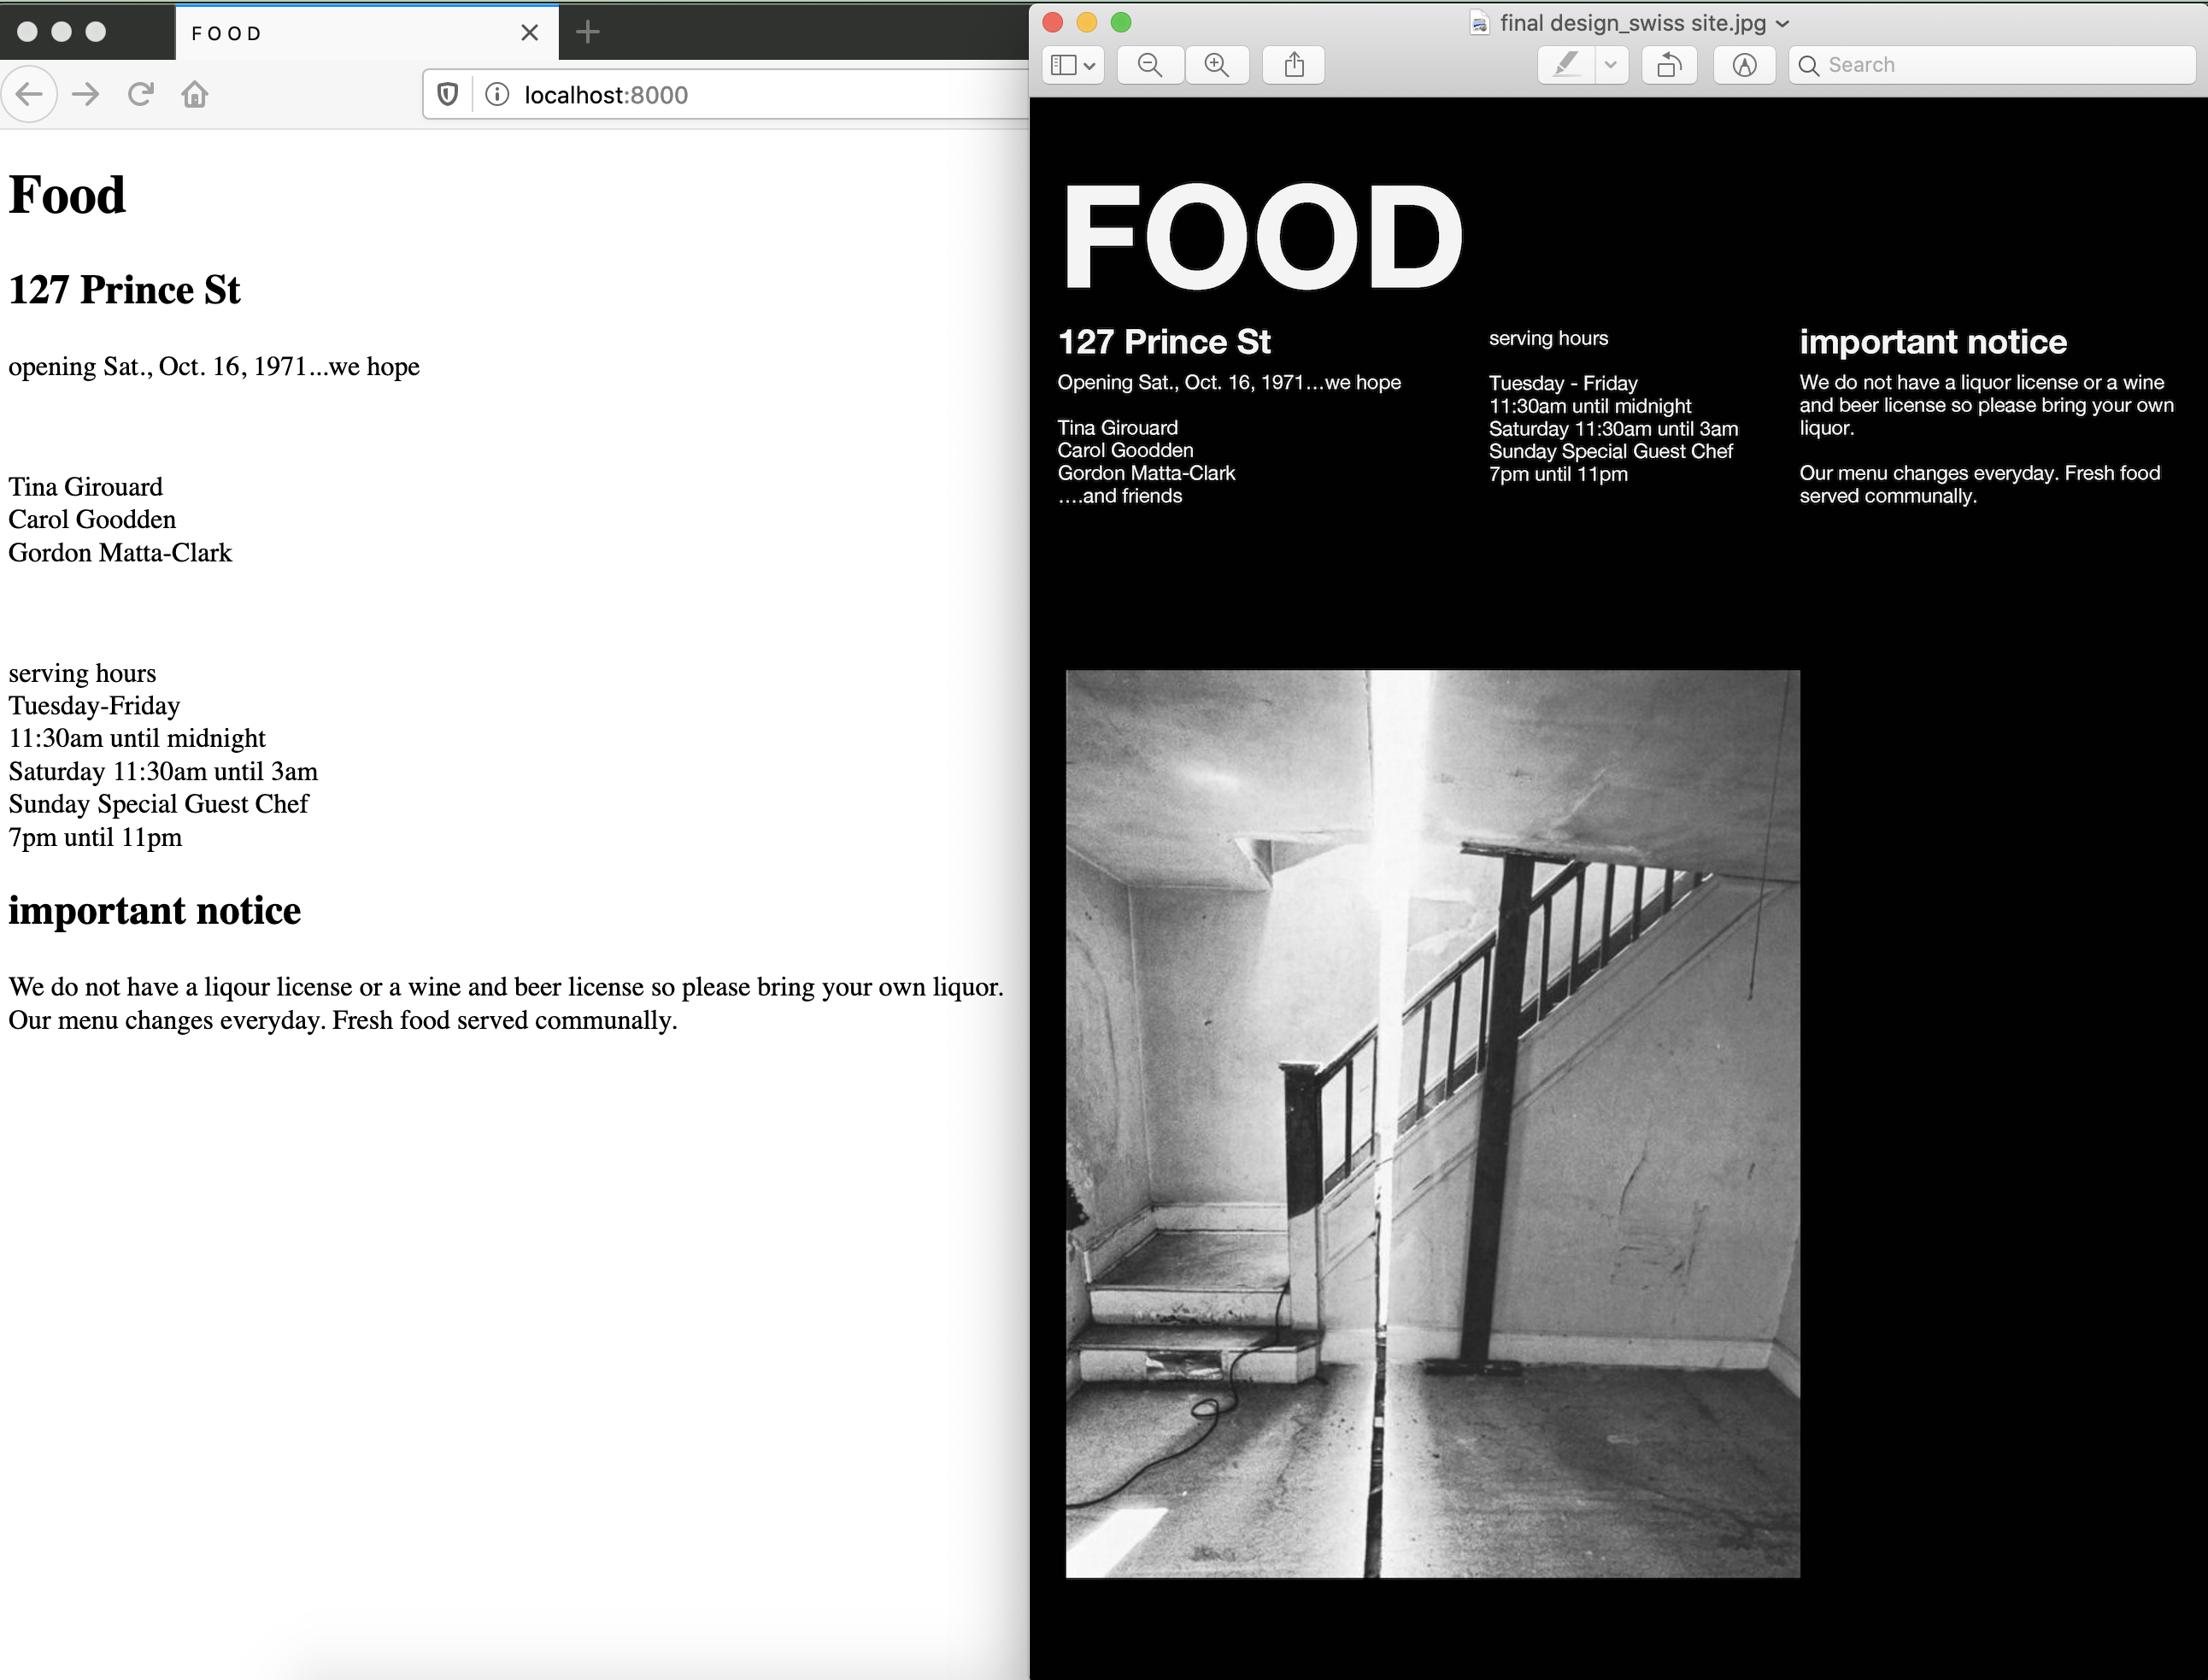 F O O D
localhost:8000
Food
127 Prince St
opening Sat., Oct. 16, 1971...we hope
Tina Girouard
Carol Goodden
Gordon Matta-Clark
serving hours
Tuesday-Friday
11:30am until midnight
Saturday 11:30am until 3am
Sunday Special Guest Chef
7pm until 11pm
important notice
We do not have a liqour license or a wine and beer license so please bring your own liquor.
Our menu changes everyday. Fresh food served communally.
final design_swiss site.jpg
Search
FOOD
127 Prince St
Opening Sat., Oct. 16, 1971...we hope
Tina Girouard
Carol Goodden
Gordon Matta-Clark
....and friends
serving hours
Tuesday - Friday
11:30am until midnight
Saturday 11:30am until 3am
Sunday Special Guest Chef
7pm until 11pm
important notice
We do not have a liquor license or a wine
and beer license so please bring your own
liquor.
Our menu changes everyday. Fresh food
served communally.